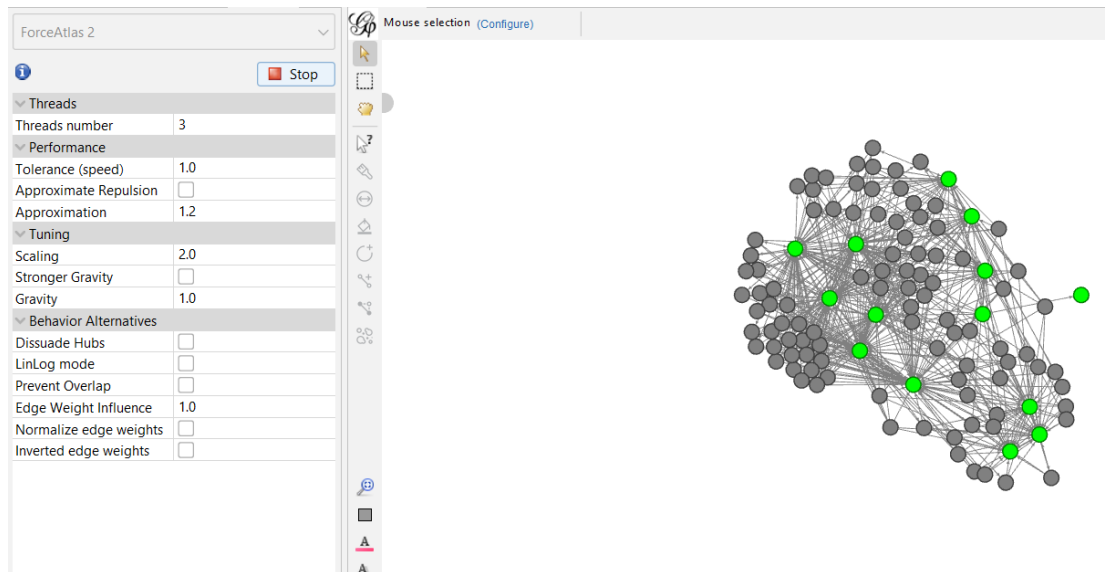 ForceAtlas 2
Mouse selection (Configure)
Stop
Threads
Threads number 3
Performance
Tolerance (speed) 1.0
Approximate Repulsion
Approximation 1.2
Tuning
Scaling 2.0
Stronger Gravity
Gravity 1.0
Behavior Alternatives
Dissuade Hubs
LinLog mode
Prevent Overlap
Edge Weight Influence 1.0
Normalize edge weights
Inverted edge weights
A
A